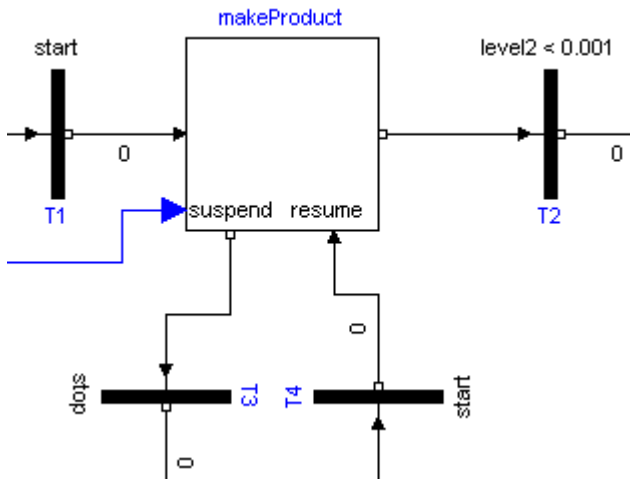 makeProduct
start
level2 < 0.001
0
0
T1
suspend resume
T2
0
stop
T3
T4
start
0